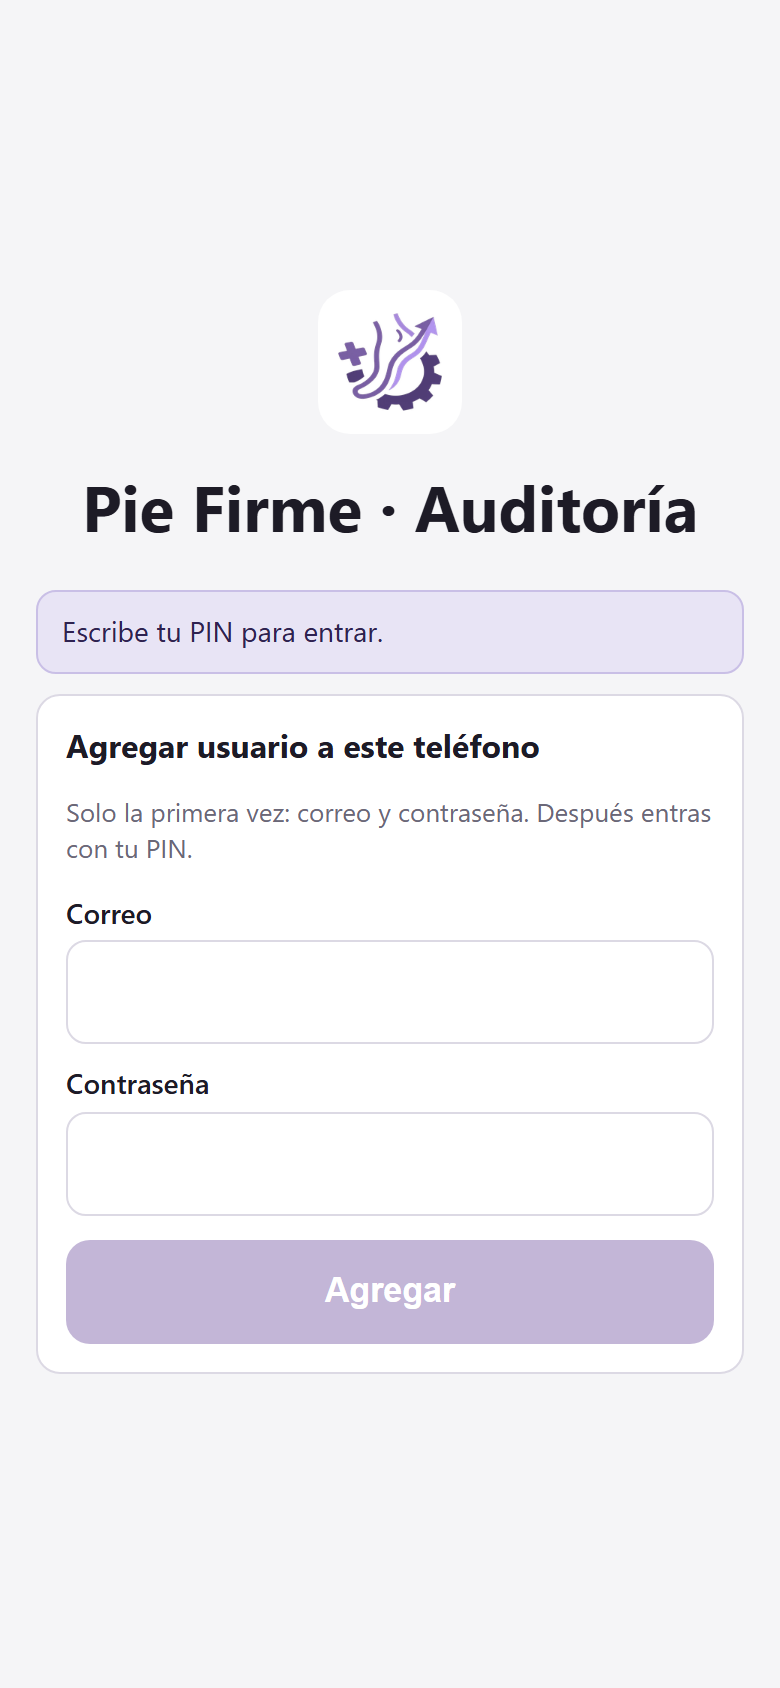 Pie Firme · Auditoría
Escribe tu PIN para entrar.
Agregar usuario a este teléfono
Solo la primera vez: correo y contraseña. Después entras
con tu PIN.
Correo
Contraseña
Agregar